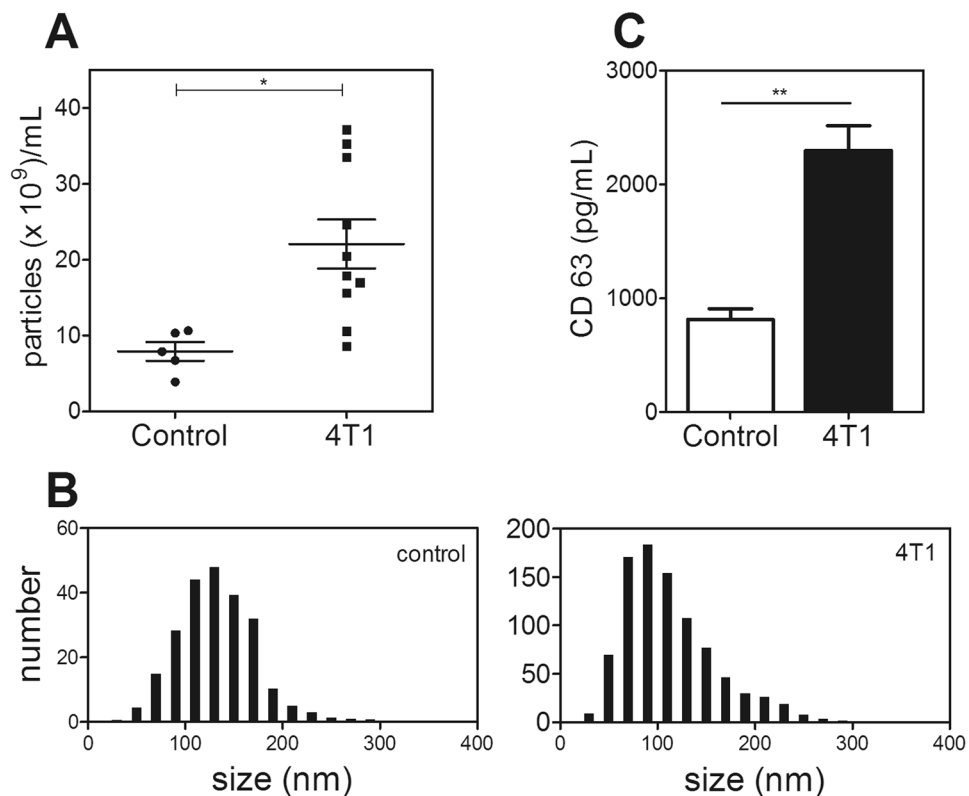 A
particles (x 10⁹)/mL
40
30
20
10
0
*
Control
4T1
C
CD 63 (pg/mL)
3000
2000
1000
0
**
Control
4T1
B
number
60
40
20
0
control
0
100
200
300
400
size (nm)
200
150
100
50
0
4T1
0
100
200
300
400
size (nm)